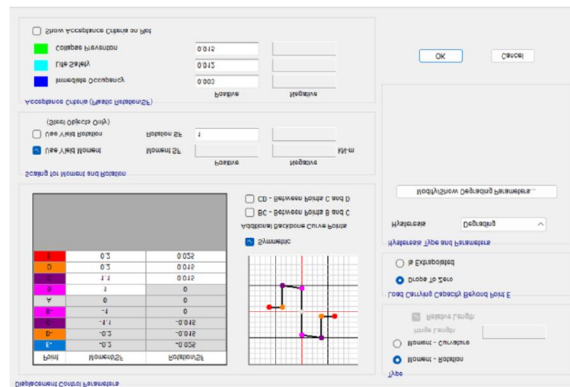 Displacement Control Parameters
Point Moment/SF Rotation/SF
E- -0.2 -0.025
D- -0.2 -0.015
C- -1.1 -0.015
B- -1 0
A 0 0
B 1 0
C 1.1 0.015
D 0.2 0.015
E 0.2 0.025
Symmetric
Additional Backbone Curve Points
BC - Between Points B and C
CD - Between Points C and D
Scaling for Moment and Rotation
Positive Negative
Use Yield Moment Moment SF kN-m
Use Yield Rotation Rotation SF 1
(Steel Objects Only)
Acceptance Criteria (Plastic Rotation/SF)
Positive Negative
Immediate Occupancy 0.003
Life Safety 0.012
Collapse Prevention 0.015
Show Acceptance Criteria on Plot
Type
Moment - Rotation
Moment - Curvature
Hinge Length
Relative Length
Load Carrying Capacity Beyond Point E
Drops To Zero
Is Extrapolated
Hysteresis Type and Parameters
Hysteresis Degrading
Modify/Show Degrading Parameters...
OK Cancel